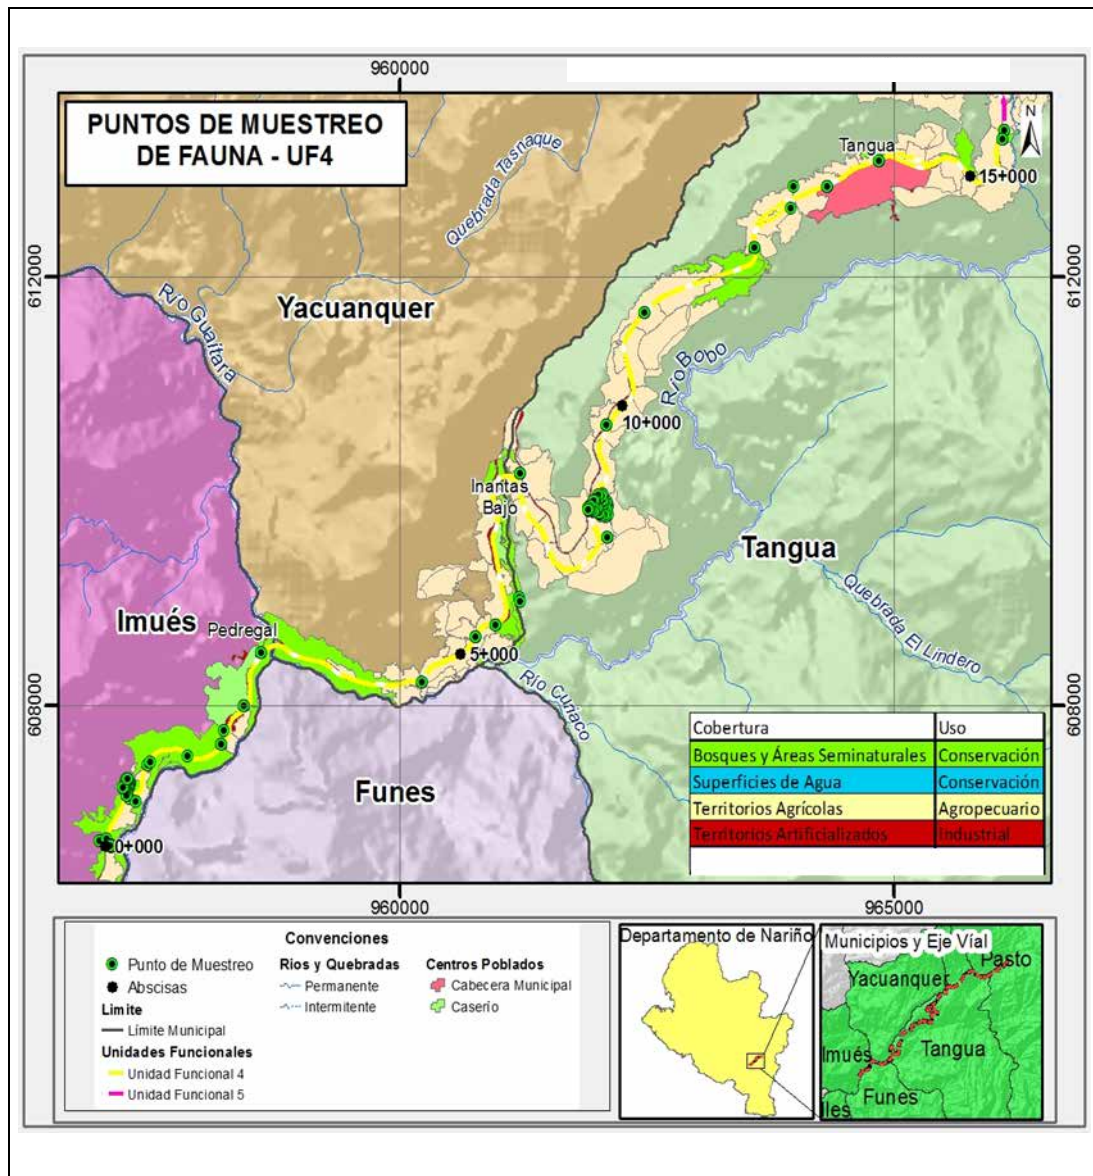 960000
PUNTOS DE MUESTREO
DE FAUNA - UF4
N
Tangua
15+000
Quebrada Tasnaque
612000
612000
Río Guaitara
Yacuanquer
Río Bobo
10+000
Inantas
Bajo
Tangua
Imués
Pedregal
Quebrada El Lindero
5+000
Río Curiaco
608000
608000
Funes
0+000
Cobertura Uso
Bosques y Áreas Seminaturales Conservación
Superficies de Agua Conservación
Territorios Agrícolas Agropecuario
Territorios Artificializados Industrial
960000
965000
Convenciones
Punto de Muestreo
Abscisas
Limite
Límite Municipal
Unidades Funcionales
Unidad Funcional 4
Unidad Funcional 5
Rios y Quebradas
Permanente
Intermitente
Centros Poblados
Cabecera Municipal
Caserío
Departamento de Nariño
Municipios y Eje Víal
Pasto
Yacuanquer
Imués
Tangua
Funes
Iles